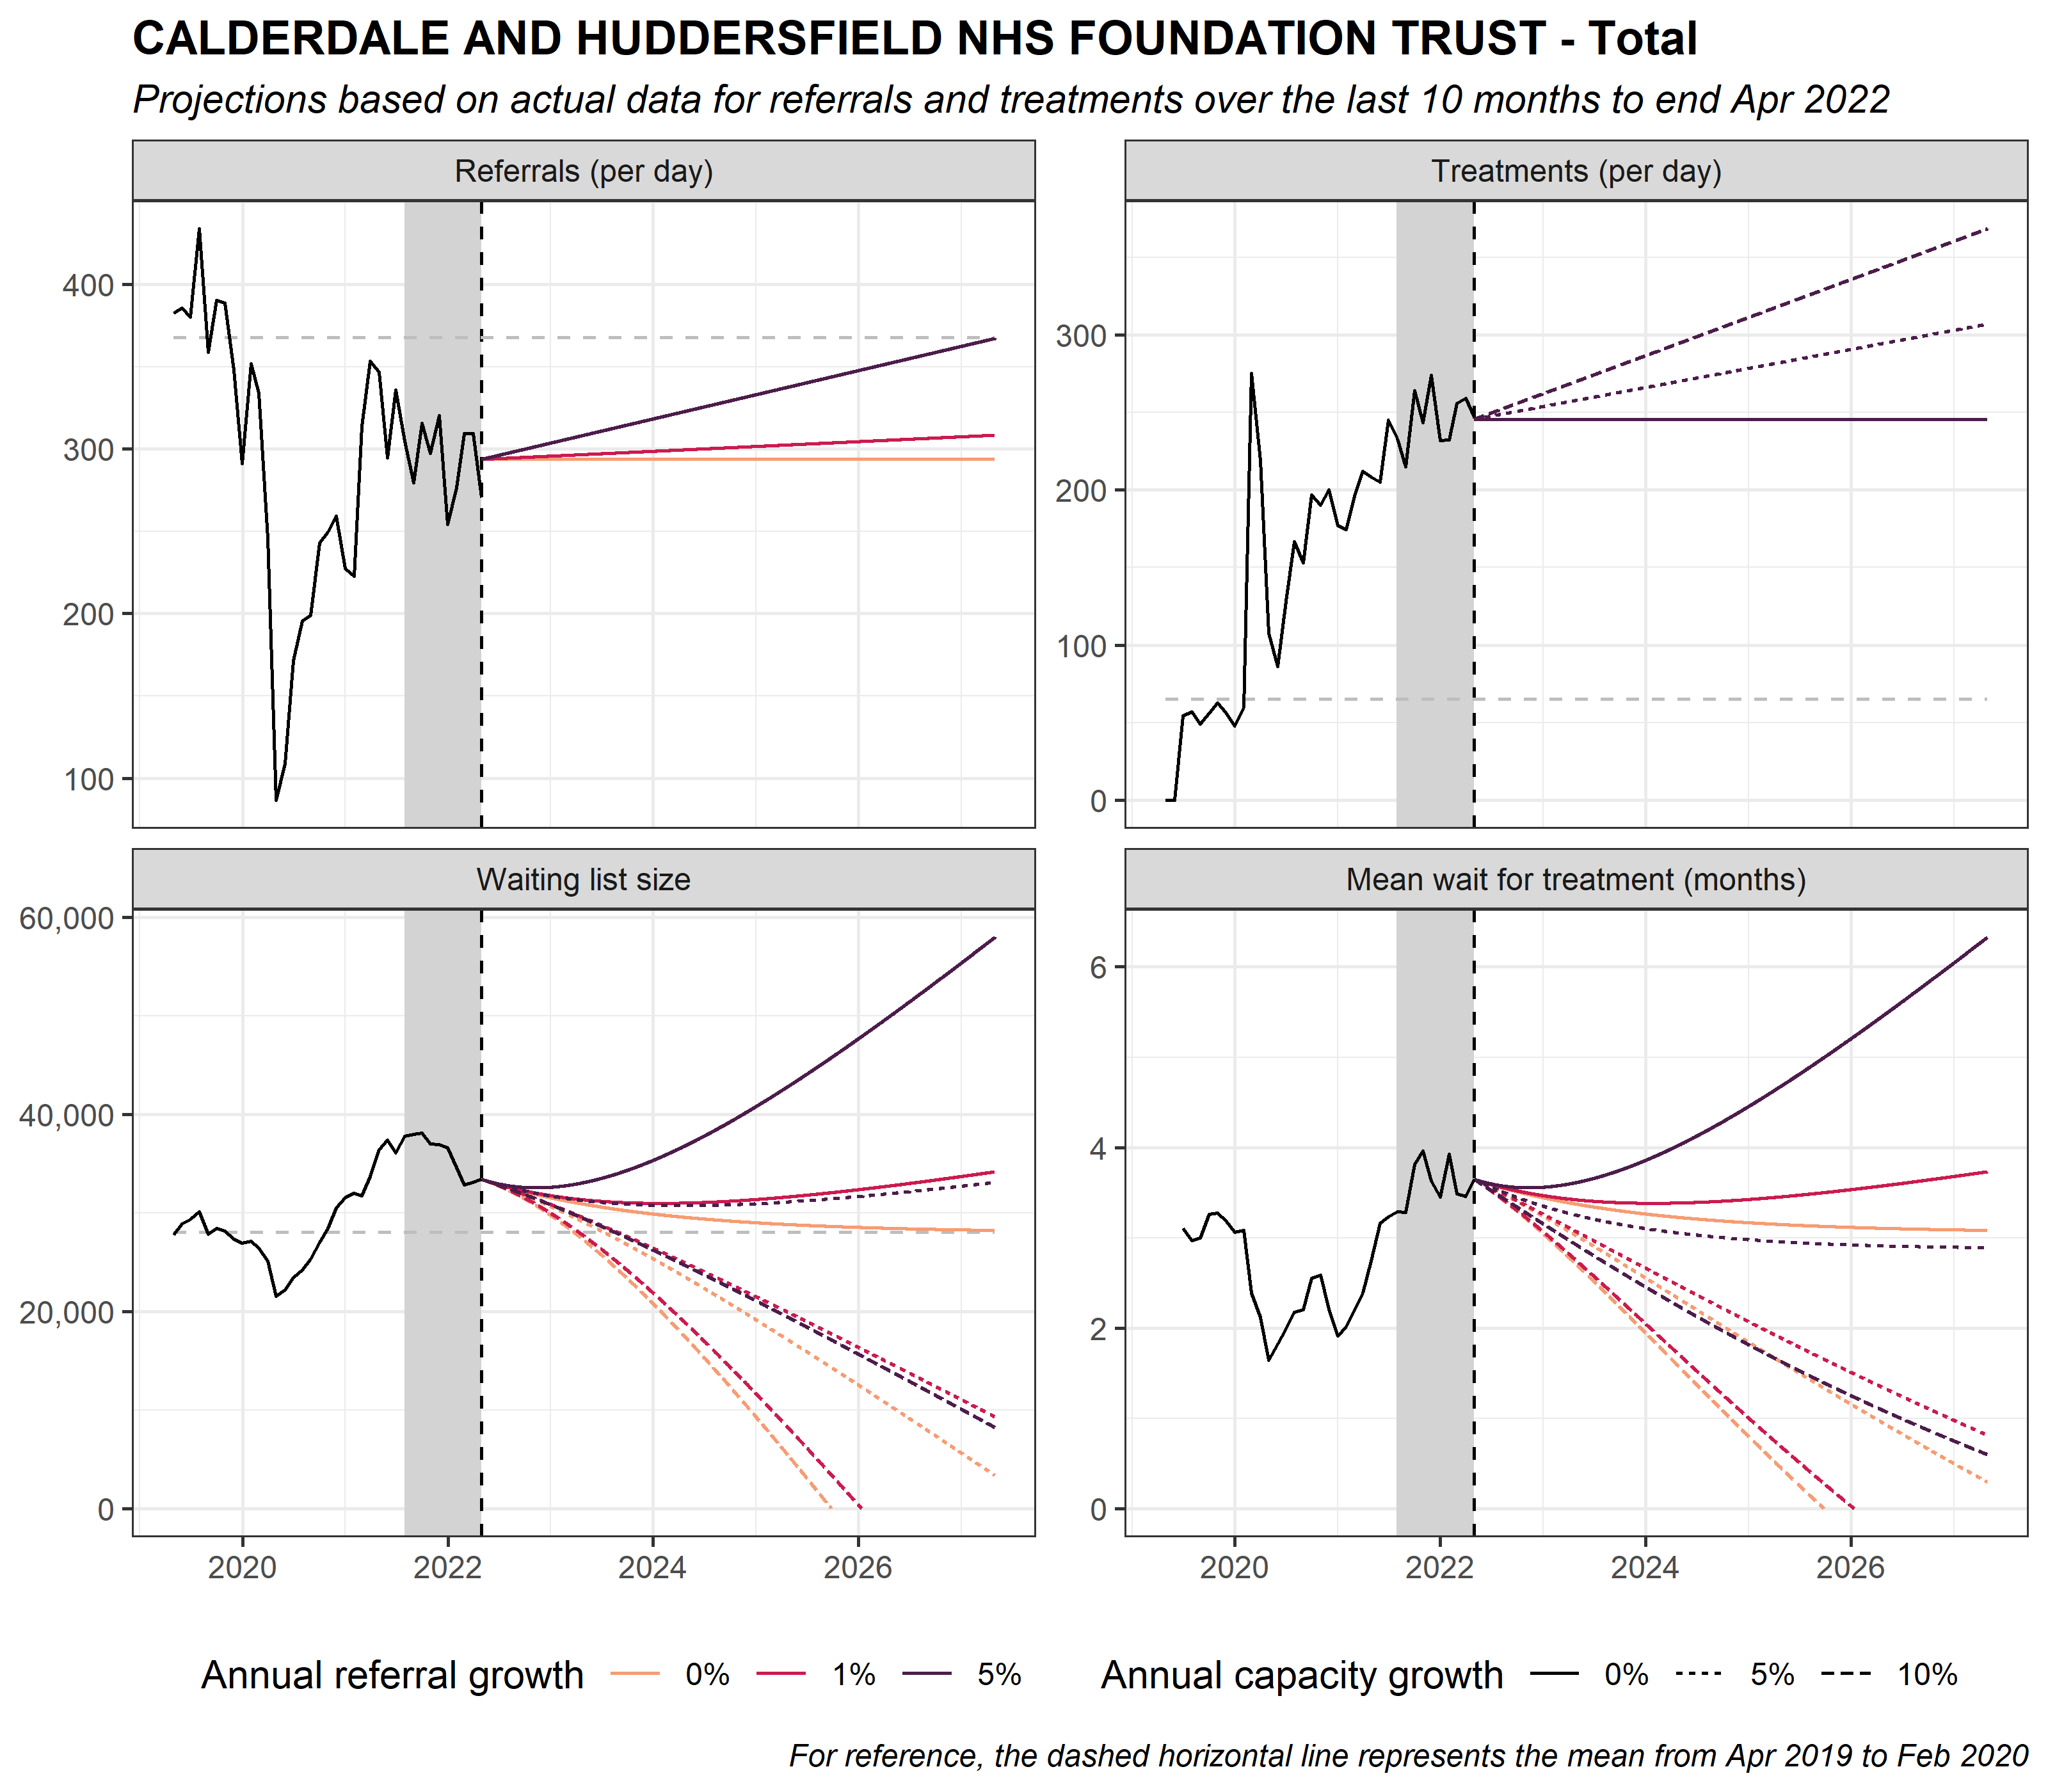 CALDERDALE AND HUDDERSFIELD NHS FOUNDATION TRUST - Total
Projections based on actual data for referrals and treatments over the last 10 months to end Apr 2022
Referrals (per day)
400
300
200
100
Treatments (per day)
300
200
100
0
Waiting list size
60,000
40,000
20,000
0
2020 2022 2024 2026
Mean wait for treatment (months)
6
4
2
0
2020 2022 2024 2026
Annual referral growth 0% 1% 5%
Annual capacity growth 0% 5% 10%
For reference, the dashed horizontal line represents the mean from Apr 2019 to Feb 2020